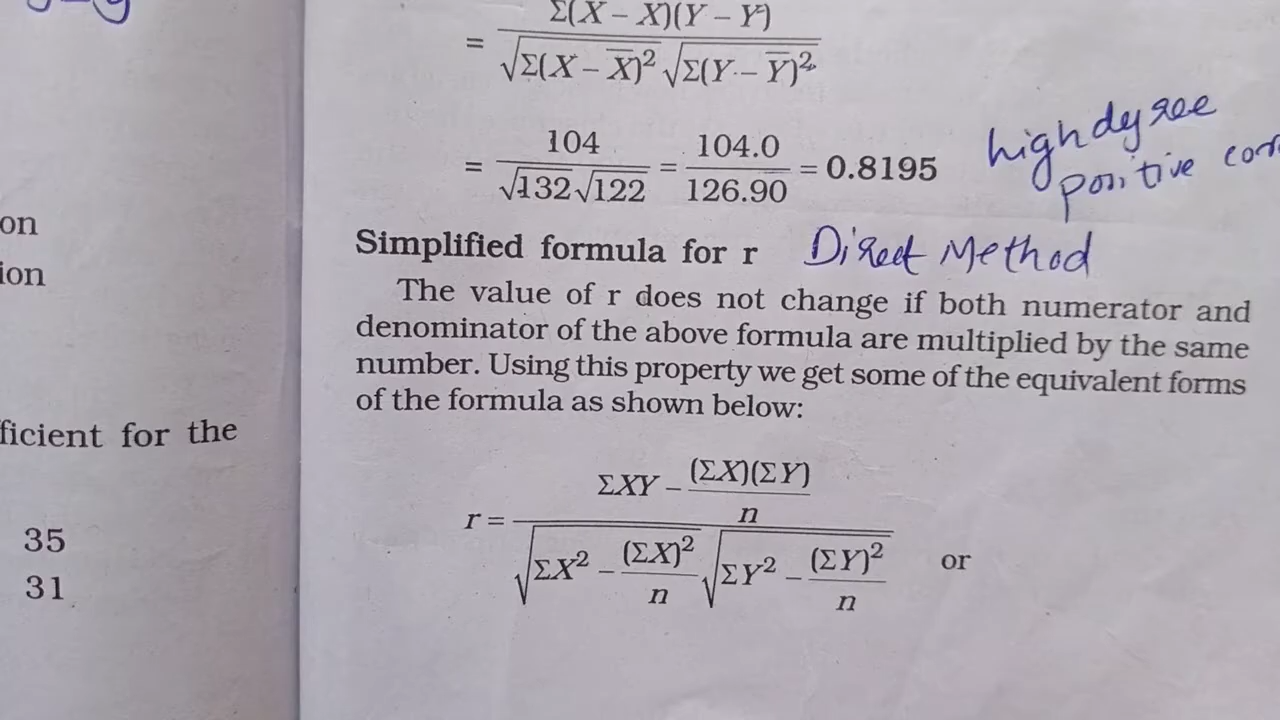 = Σ(X – X)(Y – Y) / √Σ(X – X̅)² √Σ(Y – Y̅)²
= 104 / √132 √122 = 104.0 / 126.90 = 0.8195
high degree
positive corr
on
ion
Simplified formula for r Direct Method
The value of r does not change if both numerator and
denominator of the above formula are multiplied by the same
number. Using this property we get some of the equivalent forms
of the formula as shown below:
ficient for the
r = ΣXY – (ΣX)(ΣY)/n / √ΣX² – (ΣX)²/n √ΣY² – (ΣY)²/n or
35
31